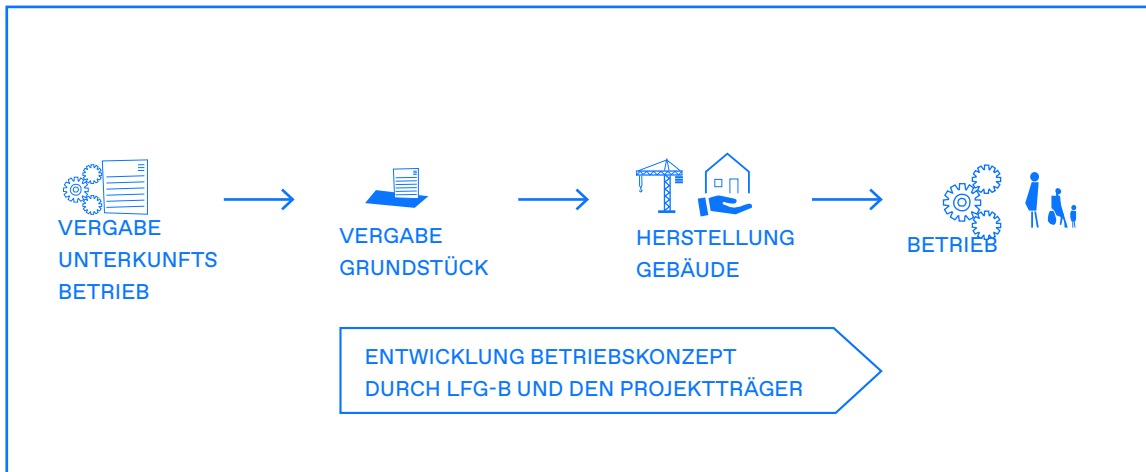 VERGABE
UNTERKUNFTS
BETRIEB
VERGABE
GRUNDSTÜCK
HERSTELLUNG
GEBÄUDE
BETRIEB
ENTWICKLUNG BETRIEBSKONZEPT
DURCH LFG-B UND DEN PROJEKTTRÄGER